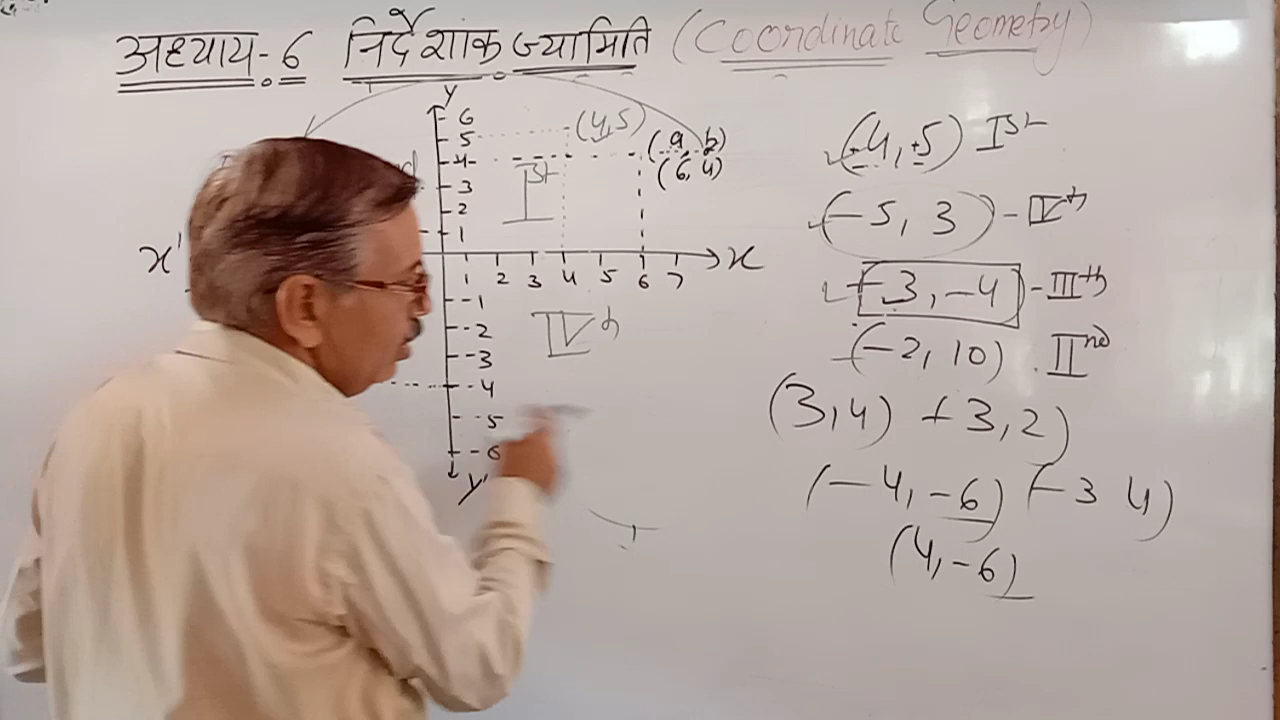 अध्याय-6 निर्देशांक ज्यामिति (Coordinate Geometry)
y
6
5
4
3
2
1
(4,5)
(a, b)
(6, 4)
Ist
x'
1 2 3 4 5 6 7
x
-1
-2
-3
-4
-5
-6
y'
IVth
(+4,+5) Ist
(-5, 3) - IVth
(-3,-4) - IIIth
(-2, 10) IInd
(3,4) (-3,2)
(-4,-6) (-3 4)
(4,-6)